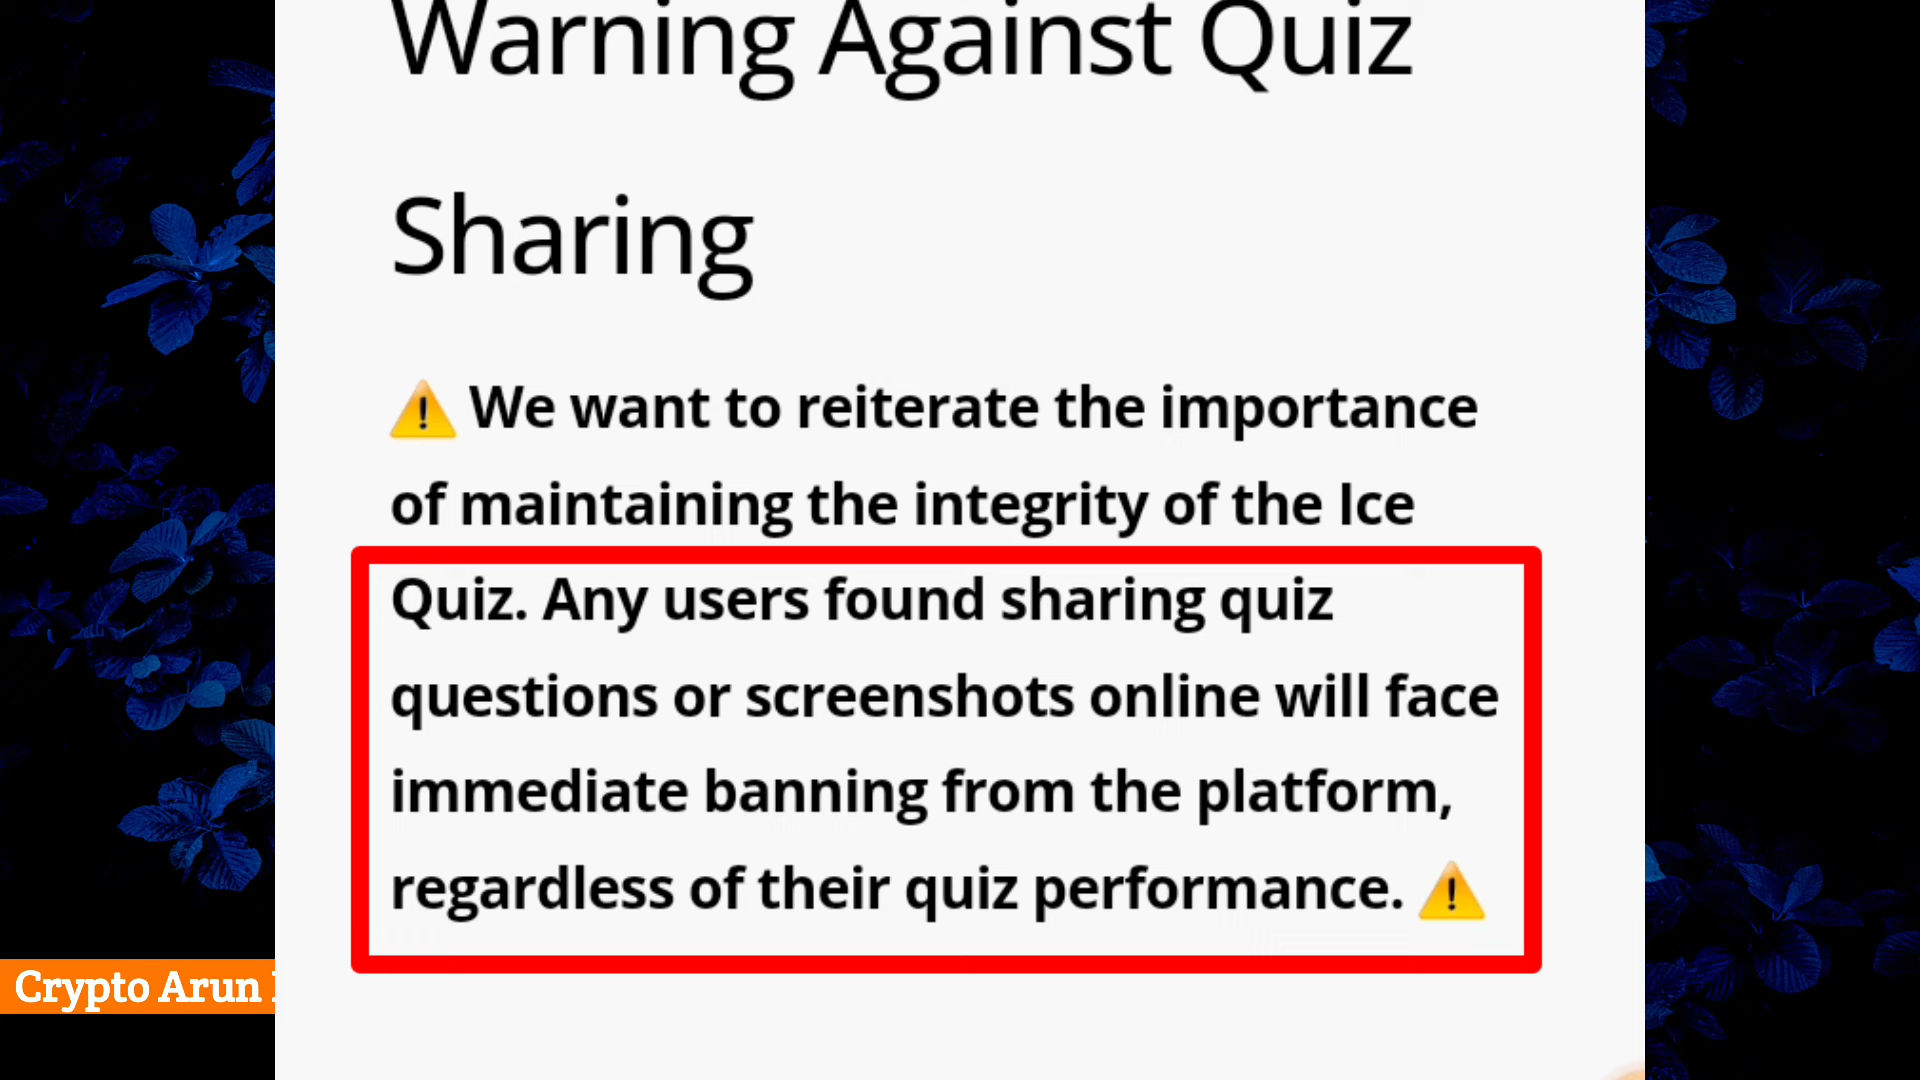 Warning Against Quiz
Sharing
⚠️ We want to reiterate the importance
of maintaining the integrity of the Ice
Quiz. Any users found sharing quiz
questions or screenshots online will face
immediate banning from the platform,
regardless of their quiz performance. ⚠️
Crypto Arun